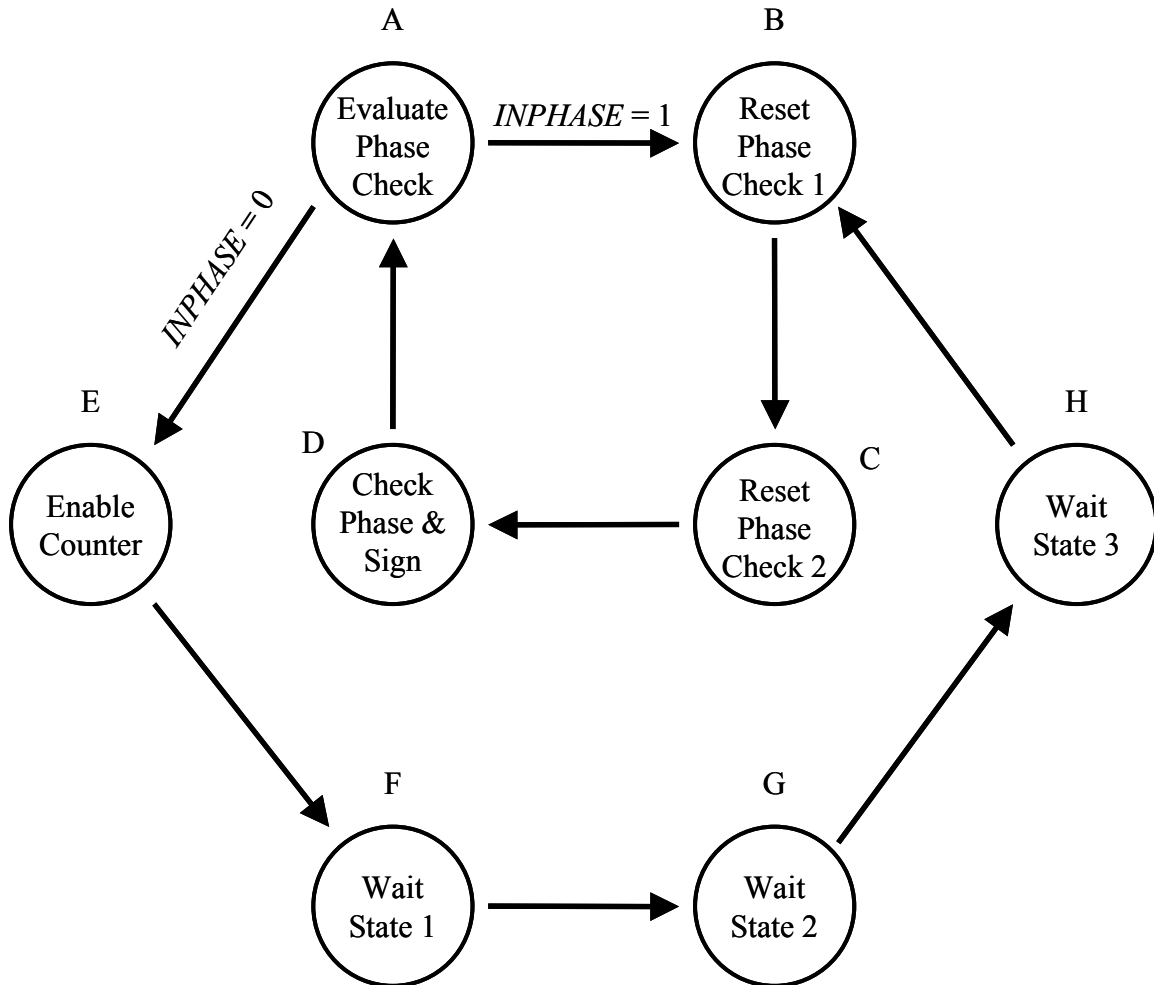 A
B
Evaluate
Phase
Check
INPHASE = 1
Reset
Phase
Check 1
INPHASE = 0
E
D
C
H
Enable
Counter
Check
Phase &
Sign
Reset
Phase
Check 2
Wait
State 3
F
G
Wait
State 1
Wait
State 2